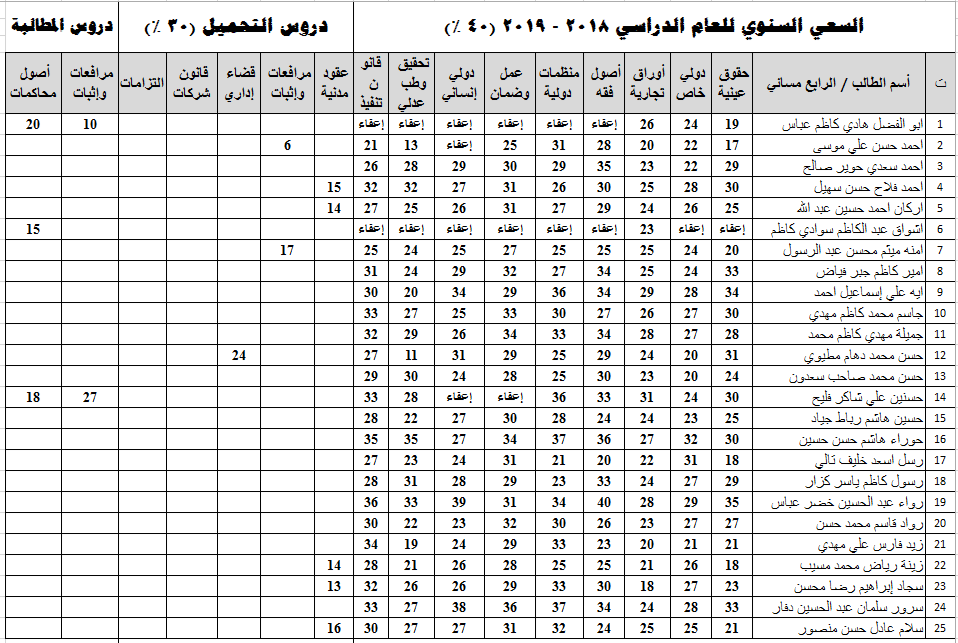 السعي السنوي للعام الدراسي ٢٠١٨ - ٢٠١٩ (٤٠ ٪) دروس التحميل (٣٠ ٪) دروس المطالبة
ت أسم الطالب / الرابع مسائي حقوق عينية دولي خاص أوراق تجارية أصول فقه منظمات دولية عمل وضمان دولي إنساني تحقيق وطب عدلي قانون تنفيذ عقود مدنية مرافعات وإثبات قضاء إداري قانون شركات التزامات مرافعات وإثبات أصول محاكمات
1 ابو الفضل هادي كاظم عباس 19 24 26 إعفاء إعفاء إعفاء إعفاء إعفاء إعفاء 10 20
2 احمد حسن علي موسى 17 22 20 28 31 25 إعفاء 13 21 6
3 احمد سعدي حوير صالح 29 22 23 35 29 30 29 28 26
4 احمد فلاح حسن سهيل 30 28 25 30 26 31 27 32 32 15
5 اركان احمد حسين عبد الله 25 26 24 29 27 31 26 25 27 14
6 اشواق عبد الكاظم سوادي كاظم إعفاء إعفاء 23 إعفاء إعفاء إعفاء إعفاء إعفاء إعفاء 15
7 امنه ميثم محسن عبد الرسول 20 24 25 25 25 27 25 24 25 17
8 امير كاظم جبر فياض 33 24 25 34 27 32 29 24 31
9 ايه علي إسماعيل احمد 34 28 29 34 36 29 34 20 30
10 جاسم محمد كاظم مهدي 30 27 26 27 30 33 25 27 33
11 جميلة مهدي كاظم محمد 28 27 28 34 33 34 26 29 32
12 حسن محمد دهام مطيوي 31 20 24 29 25 29 31 11 27 24
13 حسن محمد صاحب سعدون 24 20 23 30 25 28 24 30 29
14 حسنين علي شاكر فليح 30 24 31 33 36 إعفاء إعفاء 28 33 27 18
15 حسين هاشم رباط جياد 25 23 24 24 28 30 27 22 28
16 حوراء هاشم حسن حسين 30 32 27 36 37 34 27 35 35
17 رسل اسعد خليف تالي 18 31 22 20 21 31 24 23 27
18 رسول كاظم ياسر كزار 29 27 24 33 23 29 28 31 28
19 رواء عبد الحسين خضر عباس 35 29 28 40 34 31 39 33 36
20 رواد قاسم محمد حسن 27 27 23 26 30 32 22 23 30
21 زيد فارس علي مهدي 21 21 20 23 33 29 24 19 34
22 زينة رياض محمد مسيب 18 26 21 25 25 28 26 21 28 14
23 سجاد إبراهيم رضا محسن 23 27 18 30 33 29 26 26 32 13
24 سرور سلمان عبد الحسين دفار 33 28 24 34 37 36 38 27 33
25 سلام عادل حسن منصور 21 25 25 24 32 31 27 27 30 16